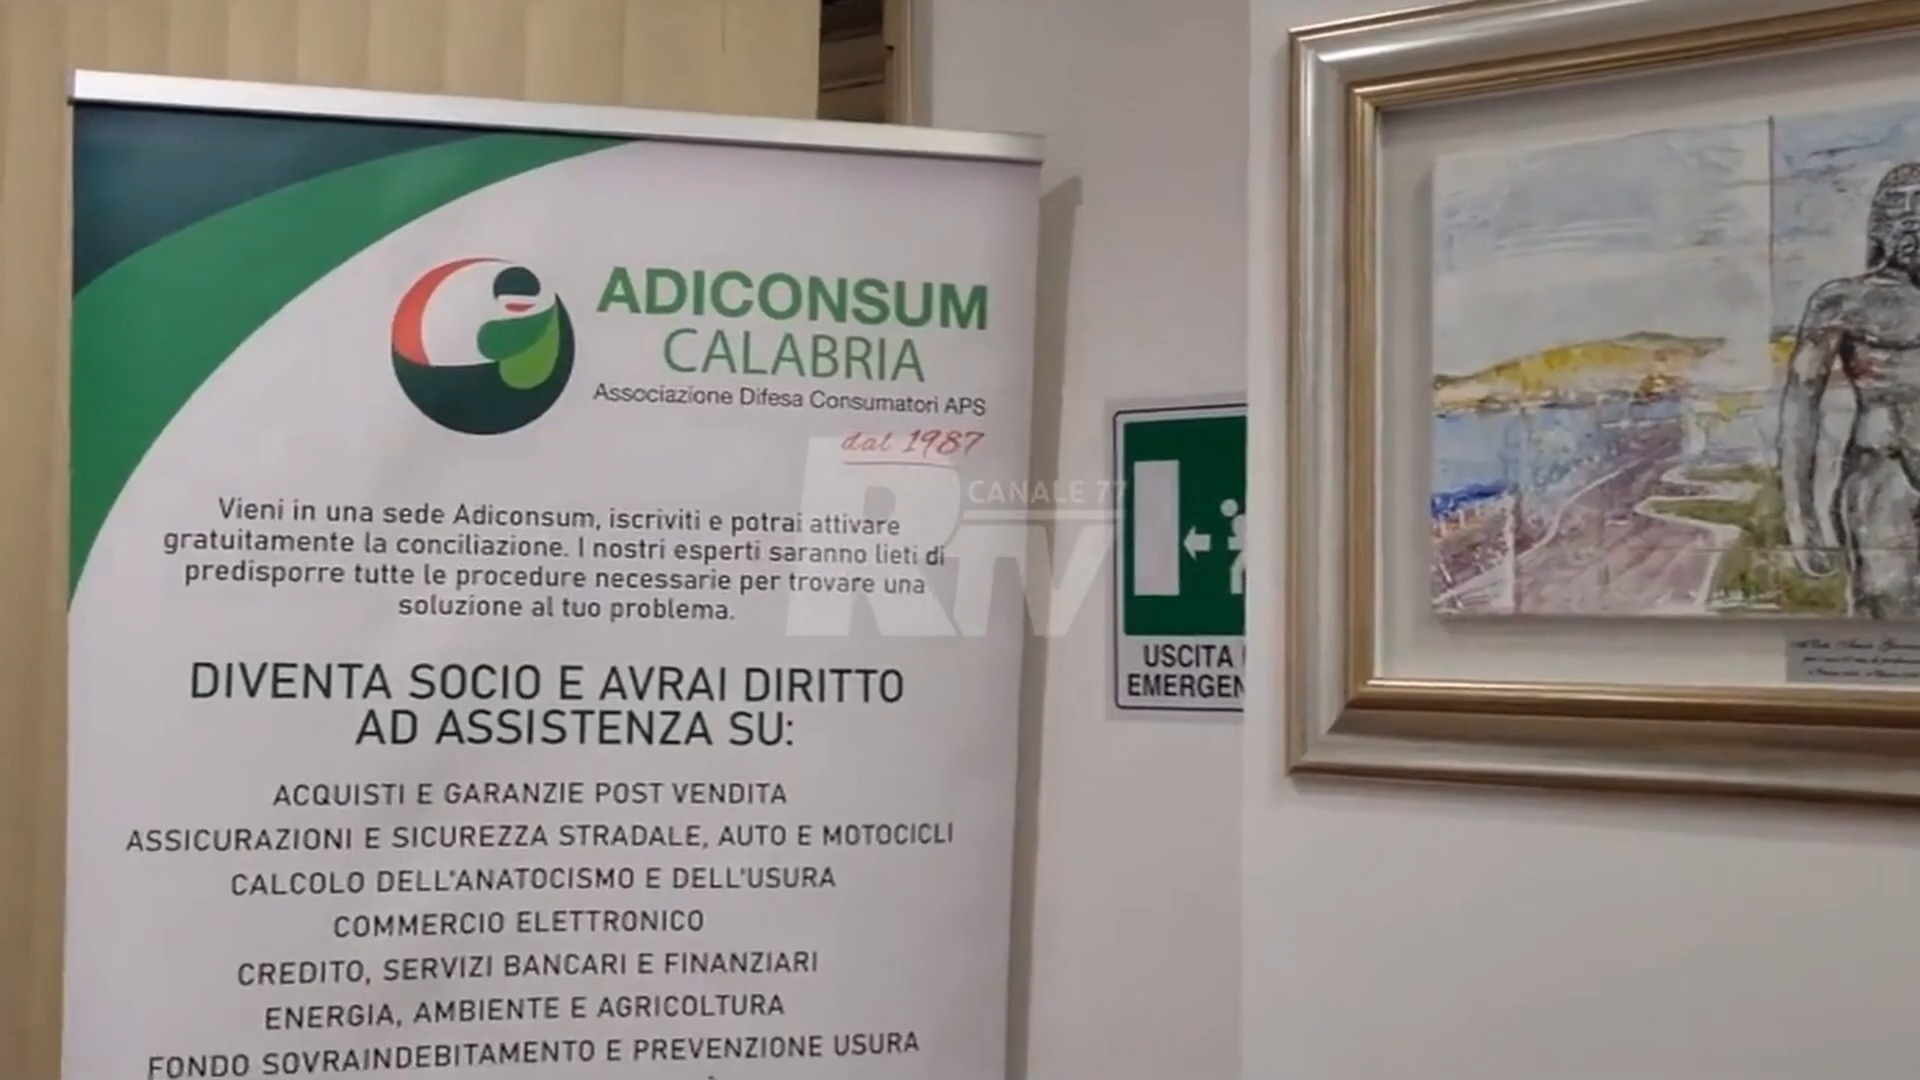 ADICONSUM
CALABRIA
Associazione Difesa Consumatori APS
dal 1987
Vieni in una sede Adiconsum, iscriviti e potrai attivare
gratuitamente la conciliazione. I nostri esperti saranno lieti di
predisporre tutte le procedure necessarie per trovare una
soluzione al tuo problema.
DIVENTA SOCIO E AVRAI DIRITTO
AD ASSISTENZA SU:
ACQUISTI E GARANZIE POST VENDITA
ASSICURAZIONI E SICUREZZA STRADALE, AUTO E MOTOCICLI
CALCOLO DELL'ANATOCISMO E DELL'USURA
COMMERCIO ELETTRONICO
CREDITO, SERVIZI BANCARI E FINANZIARI
ENERGIA, AMBIENTE E AGRICOLTURA
FONDO SOVRAINDEBITAMENTO E PREVENZIONE USURA
CANALE 77
RTV
USCITA
EMERGEN